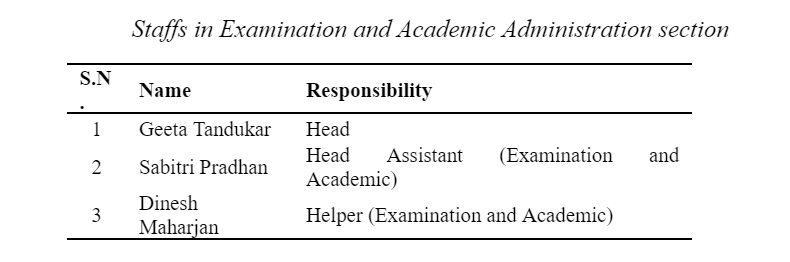 Staffs in Examination and Academic Administration section
S.N
. Name Responsibility
1 Geeta Tandukar Head
2 Sabitri Pradhan Head Assistant (Examination and
Academic)
3 Dinesh
Maharjan Helper (Examination and Academic)